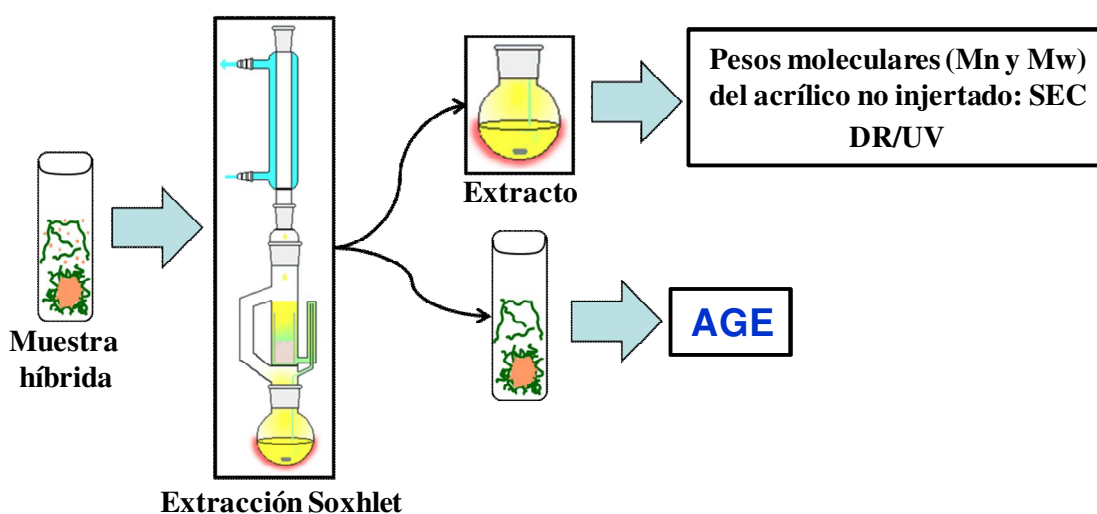 Muestra
híbrida
Extracción Soxhlet
Extracto
Pesos moleculares (Mn y Mw)
del acrílico no injertado: SEC
DR/UV
AGE